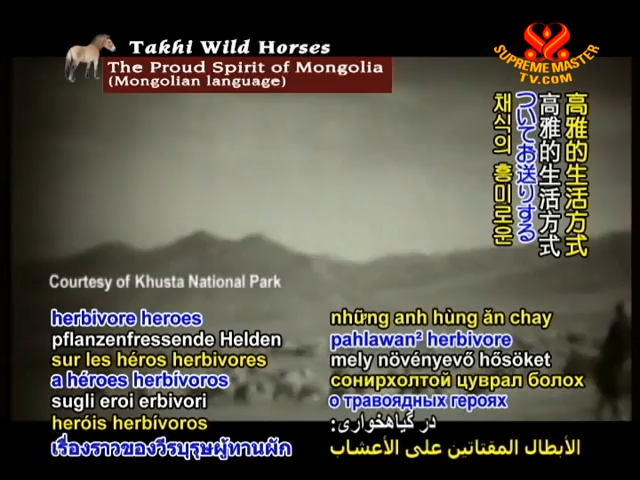 Takhi Wild Horses
The Proud Spirit of Mongolia
(Mongolian language)
SUPREME MASTER
TV.COM
高雅的生活方式
高雅的生活方式
ついてお送りする
채식의 흥미로운
Courtesy of Khusta National Park
herbivore heroes
pflanzenfressende Helden
sur les héros herbivores
a héroes herbívoros
sugli eroi erbivori
heróis herbívoros
เรื่องราวของวีรบุรุษผู้ทานผัก
những anh hùng ăn chay
pahlawan² herbivore
mely növényevő hősöket
сонирхолтой цуврал болох
о травоядных героях
در گیاهخواری:
الأبطال المقتاتين على الأعشاب